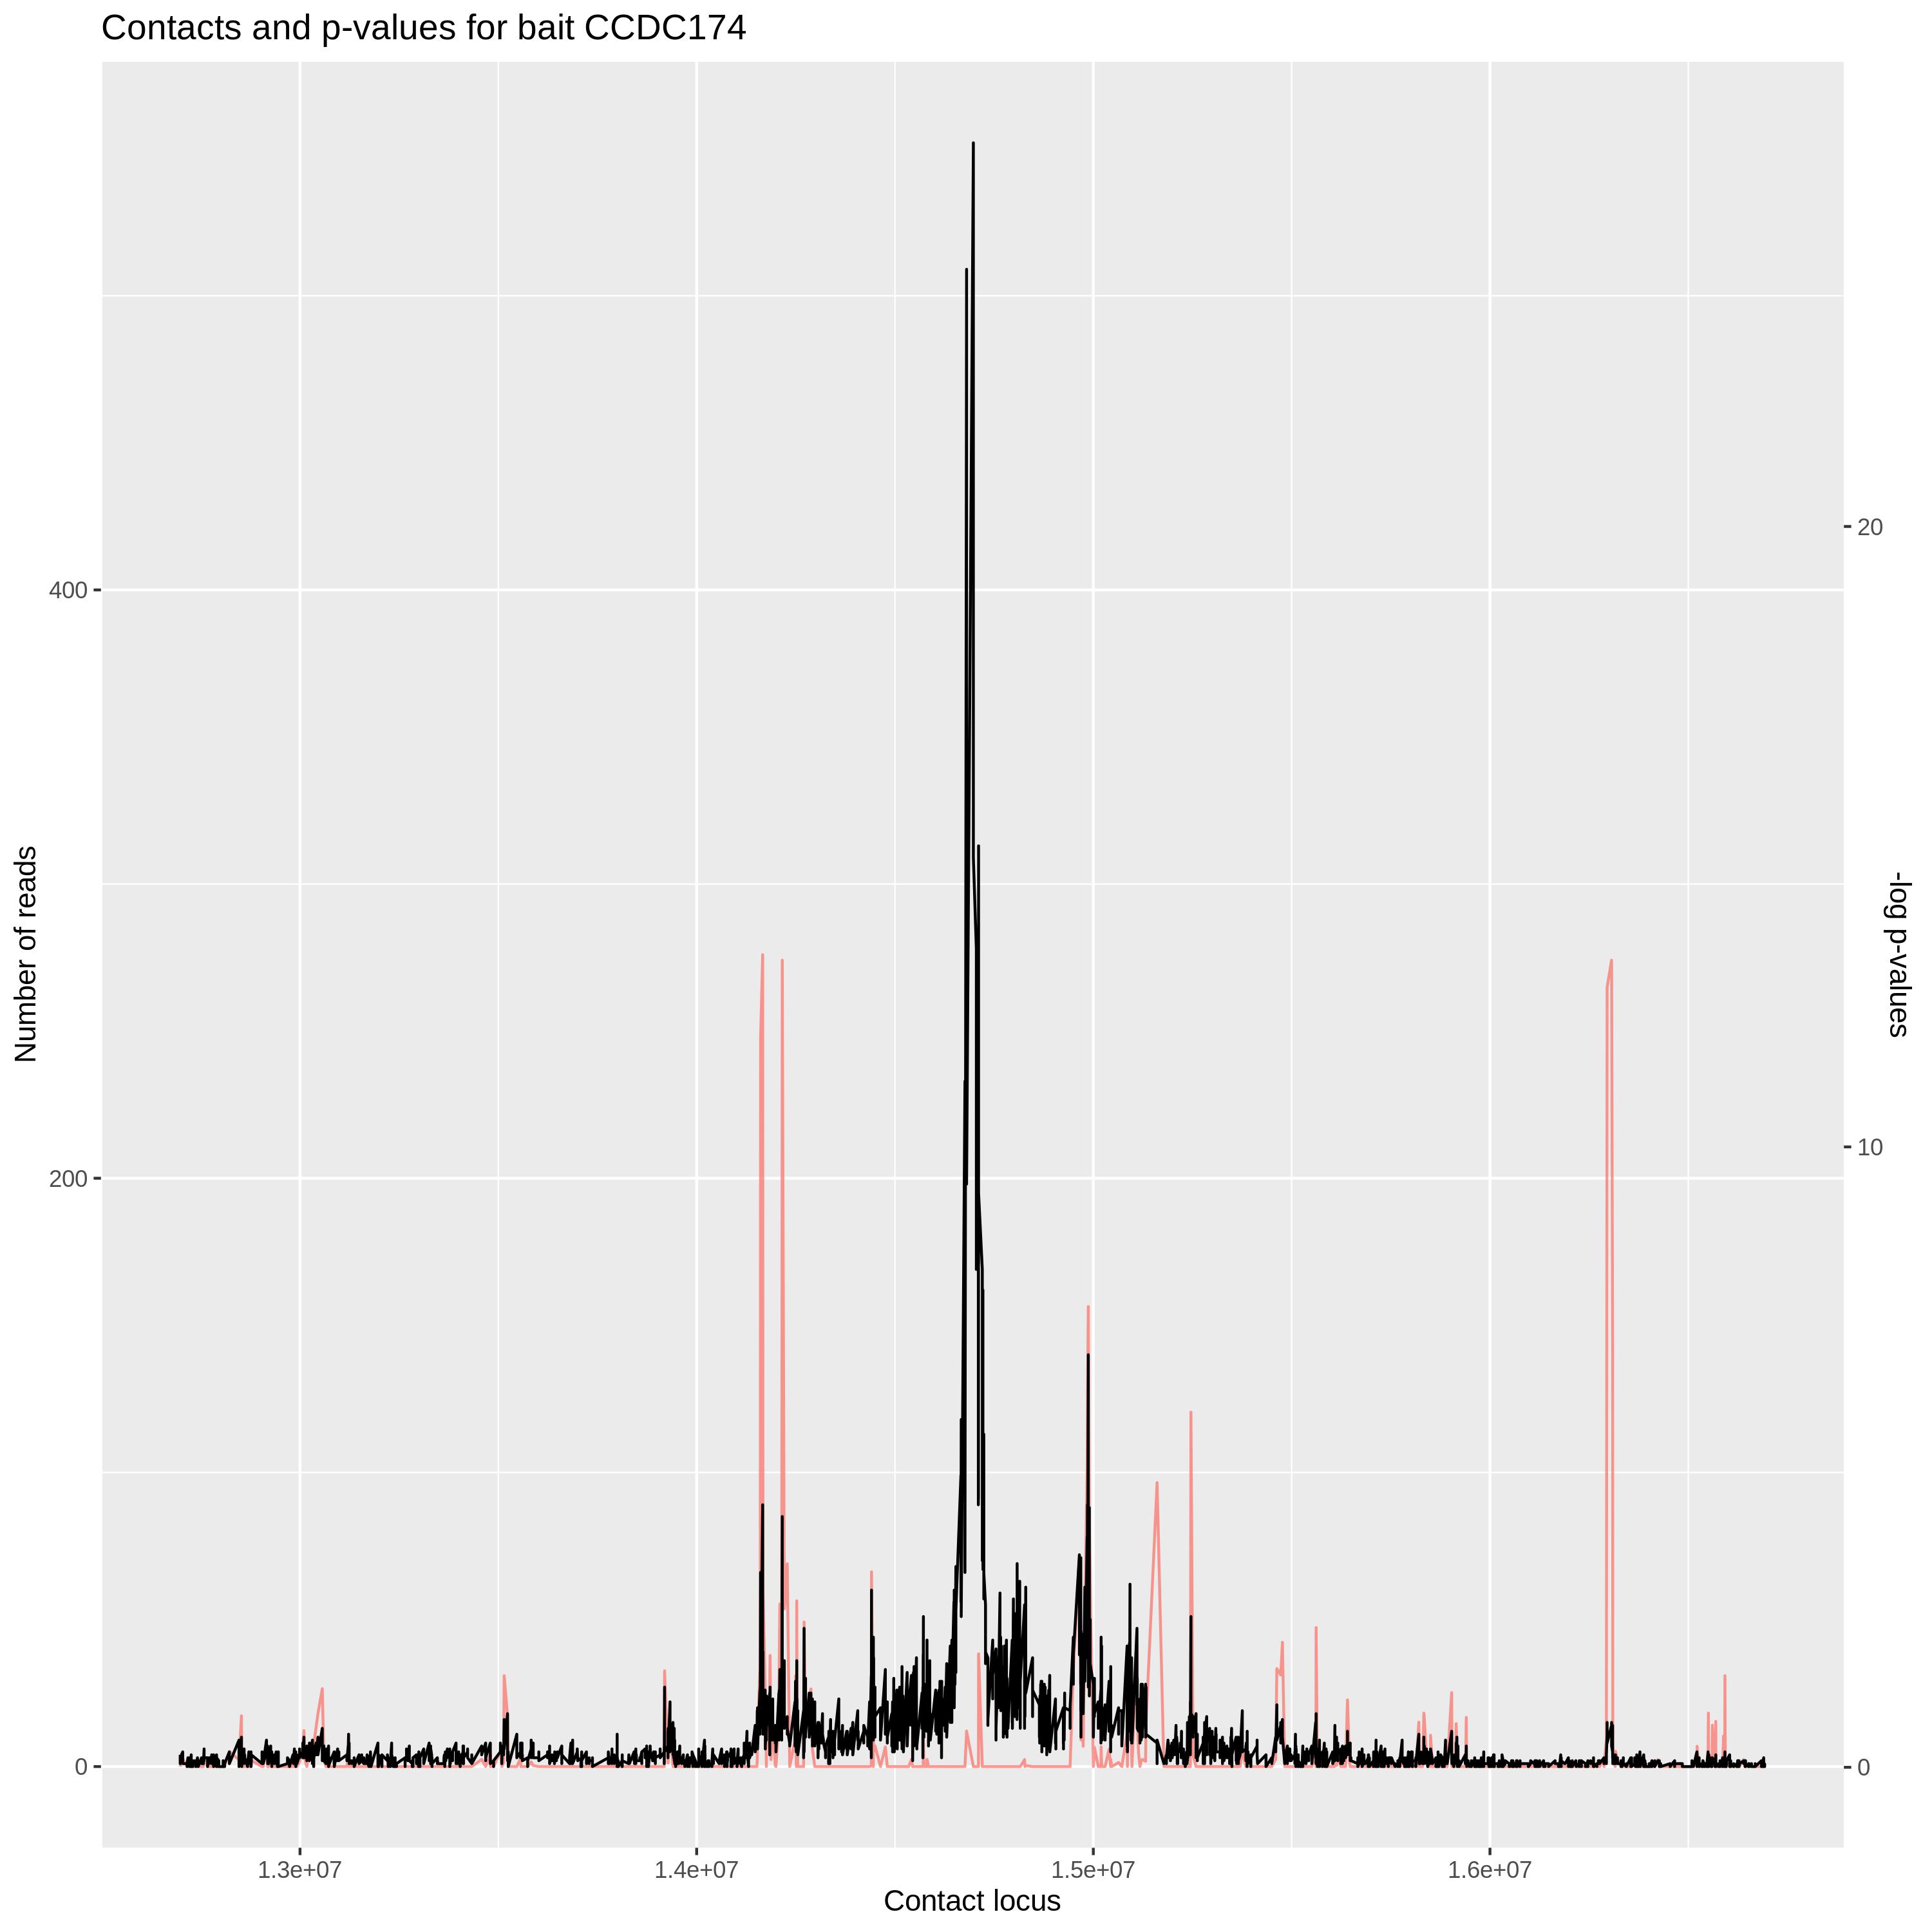 Contacts and p-values for bait CCDC174
Number of reads
400
200
0
20
10
0
-log p-values
1.3e+07
1.4e+07
1.5e+07
1.6e+07
Contact locus